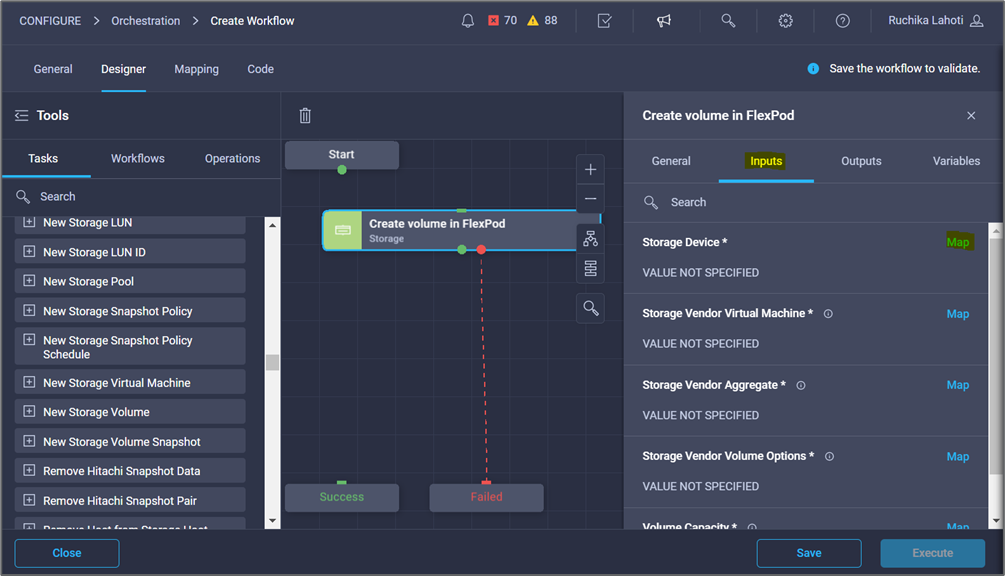 CONFIGURE > Orchestration > Create Workflow
70
88
Ruchika Lahoti
General
Designer
Mapping
Code
Save the workflow to validate.
Tools
Tasks
Workflows
Operations
Search
New Storage LUN
New Storage LUN ID
New Storage Pool
New Storage Snapshot Policy
New Storage Snapshot Policy
Schedule
New Storage Virtual Machine
New Storage Volume
New Storage Volume Snapshot
Remove Hitachi Snapshot Data
Remove Hitachi Snapshot Pair
Remove Host from Storage Host
Start
Create volume in FlexPod
Storage
Success
Failed
Create volume in FlexPod
General
Inputs
Outputs
Variables
Search
Storage Device *
Map
VALUE NOT SPECIFIED
Storage Vendor Virtual Machine *
Map
VALUE NOT SPECIFIED
Storage Vendor Aggregate *
Map
VALUE NOT SPECIFIED
Storage Vendor Volume Options *
Map
VALUE NOT SPECIFIED
Volume Capacity *
Map
Close
Save
Execute